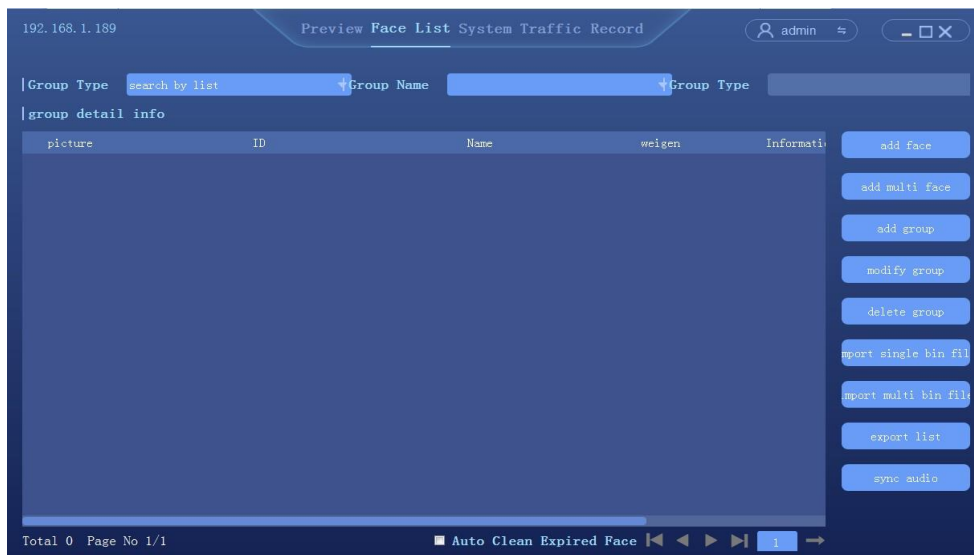 192.168.1.189 Preview Face List System Traffic Record admin
Group Type search by list Group Name Group Type
group detail info
picture ID Name weigen Informati
add face
add multi face
add group
modify group
delete group
mport single bin fil
mport multi bin file
export list
sync audio
Total 0 Page No 1/1 Auto Clean Expired Face 1